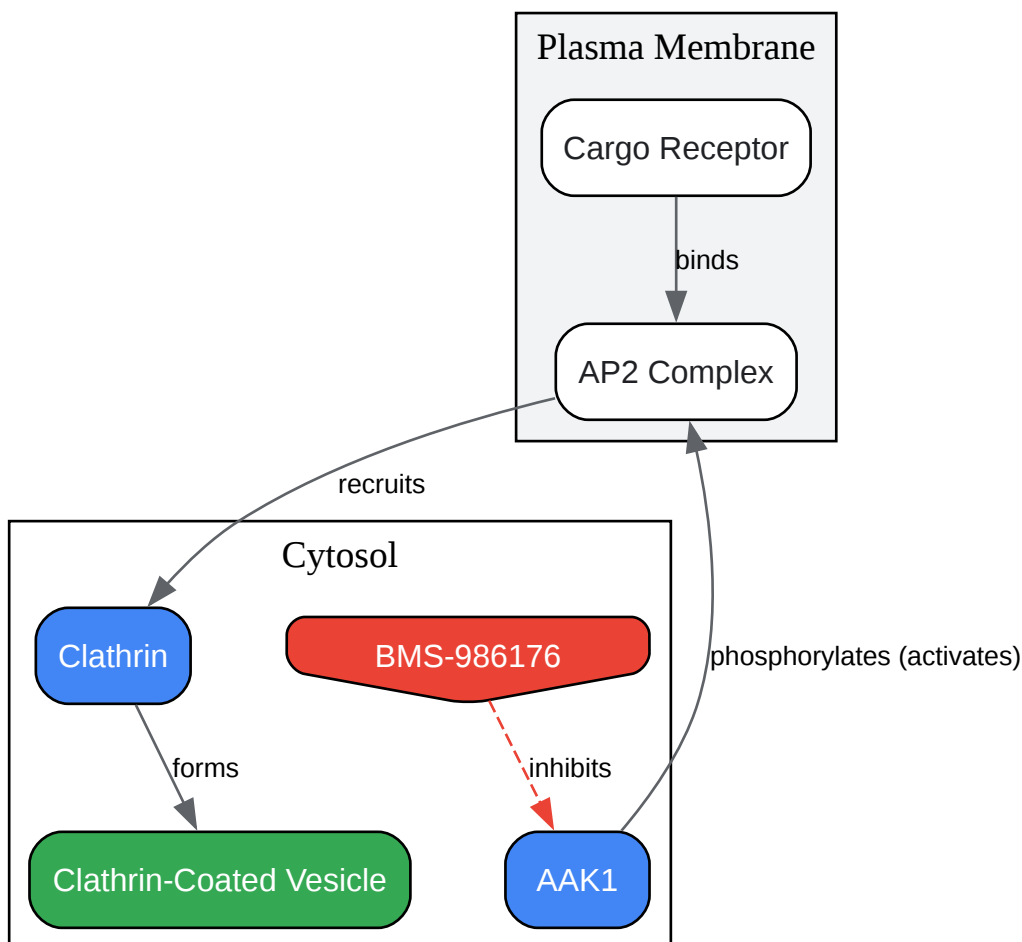 Plasma Membrane
Cargo Receptor
binds
AP2 Complex
recruits
Cytosol
Clathrin
BMS-986176
phosphorylates (activates)
forms
inhibits
Clathrin-Coated Vesicle
AAK1